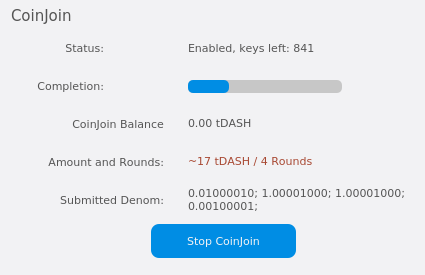 CoinJoin
Status: Enabled, keys left: 841
Completion:
CoinJoin Balance 0.00 tDASH
Amount and Rounds: ~17 tDASH / 4 Rounds
Submitted Denom: 0.01000010; 1.00001000; 1.00001000;
0.00100001;
Stop CoinJoin